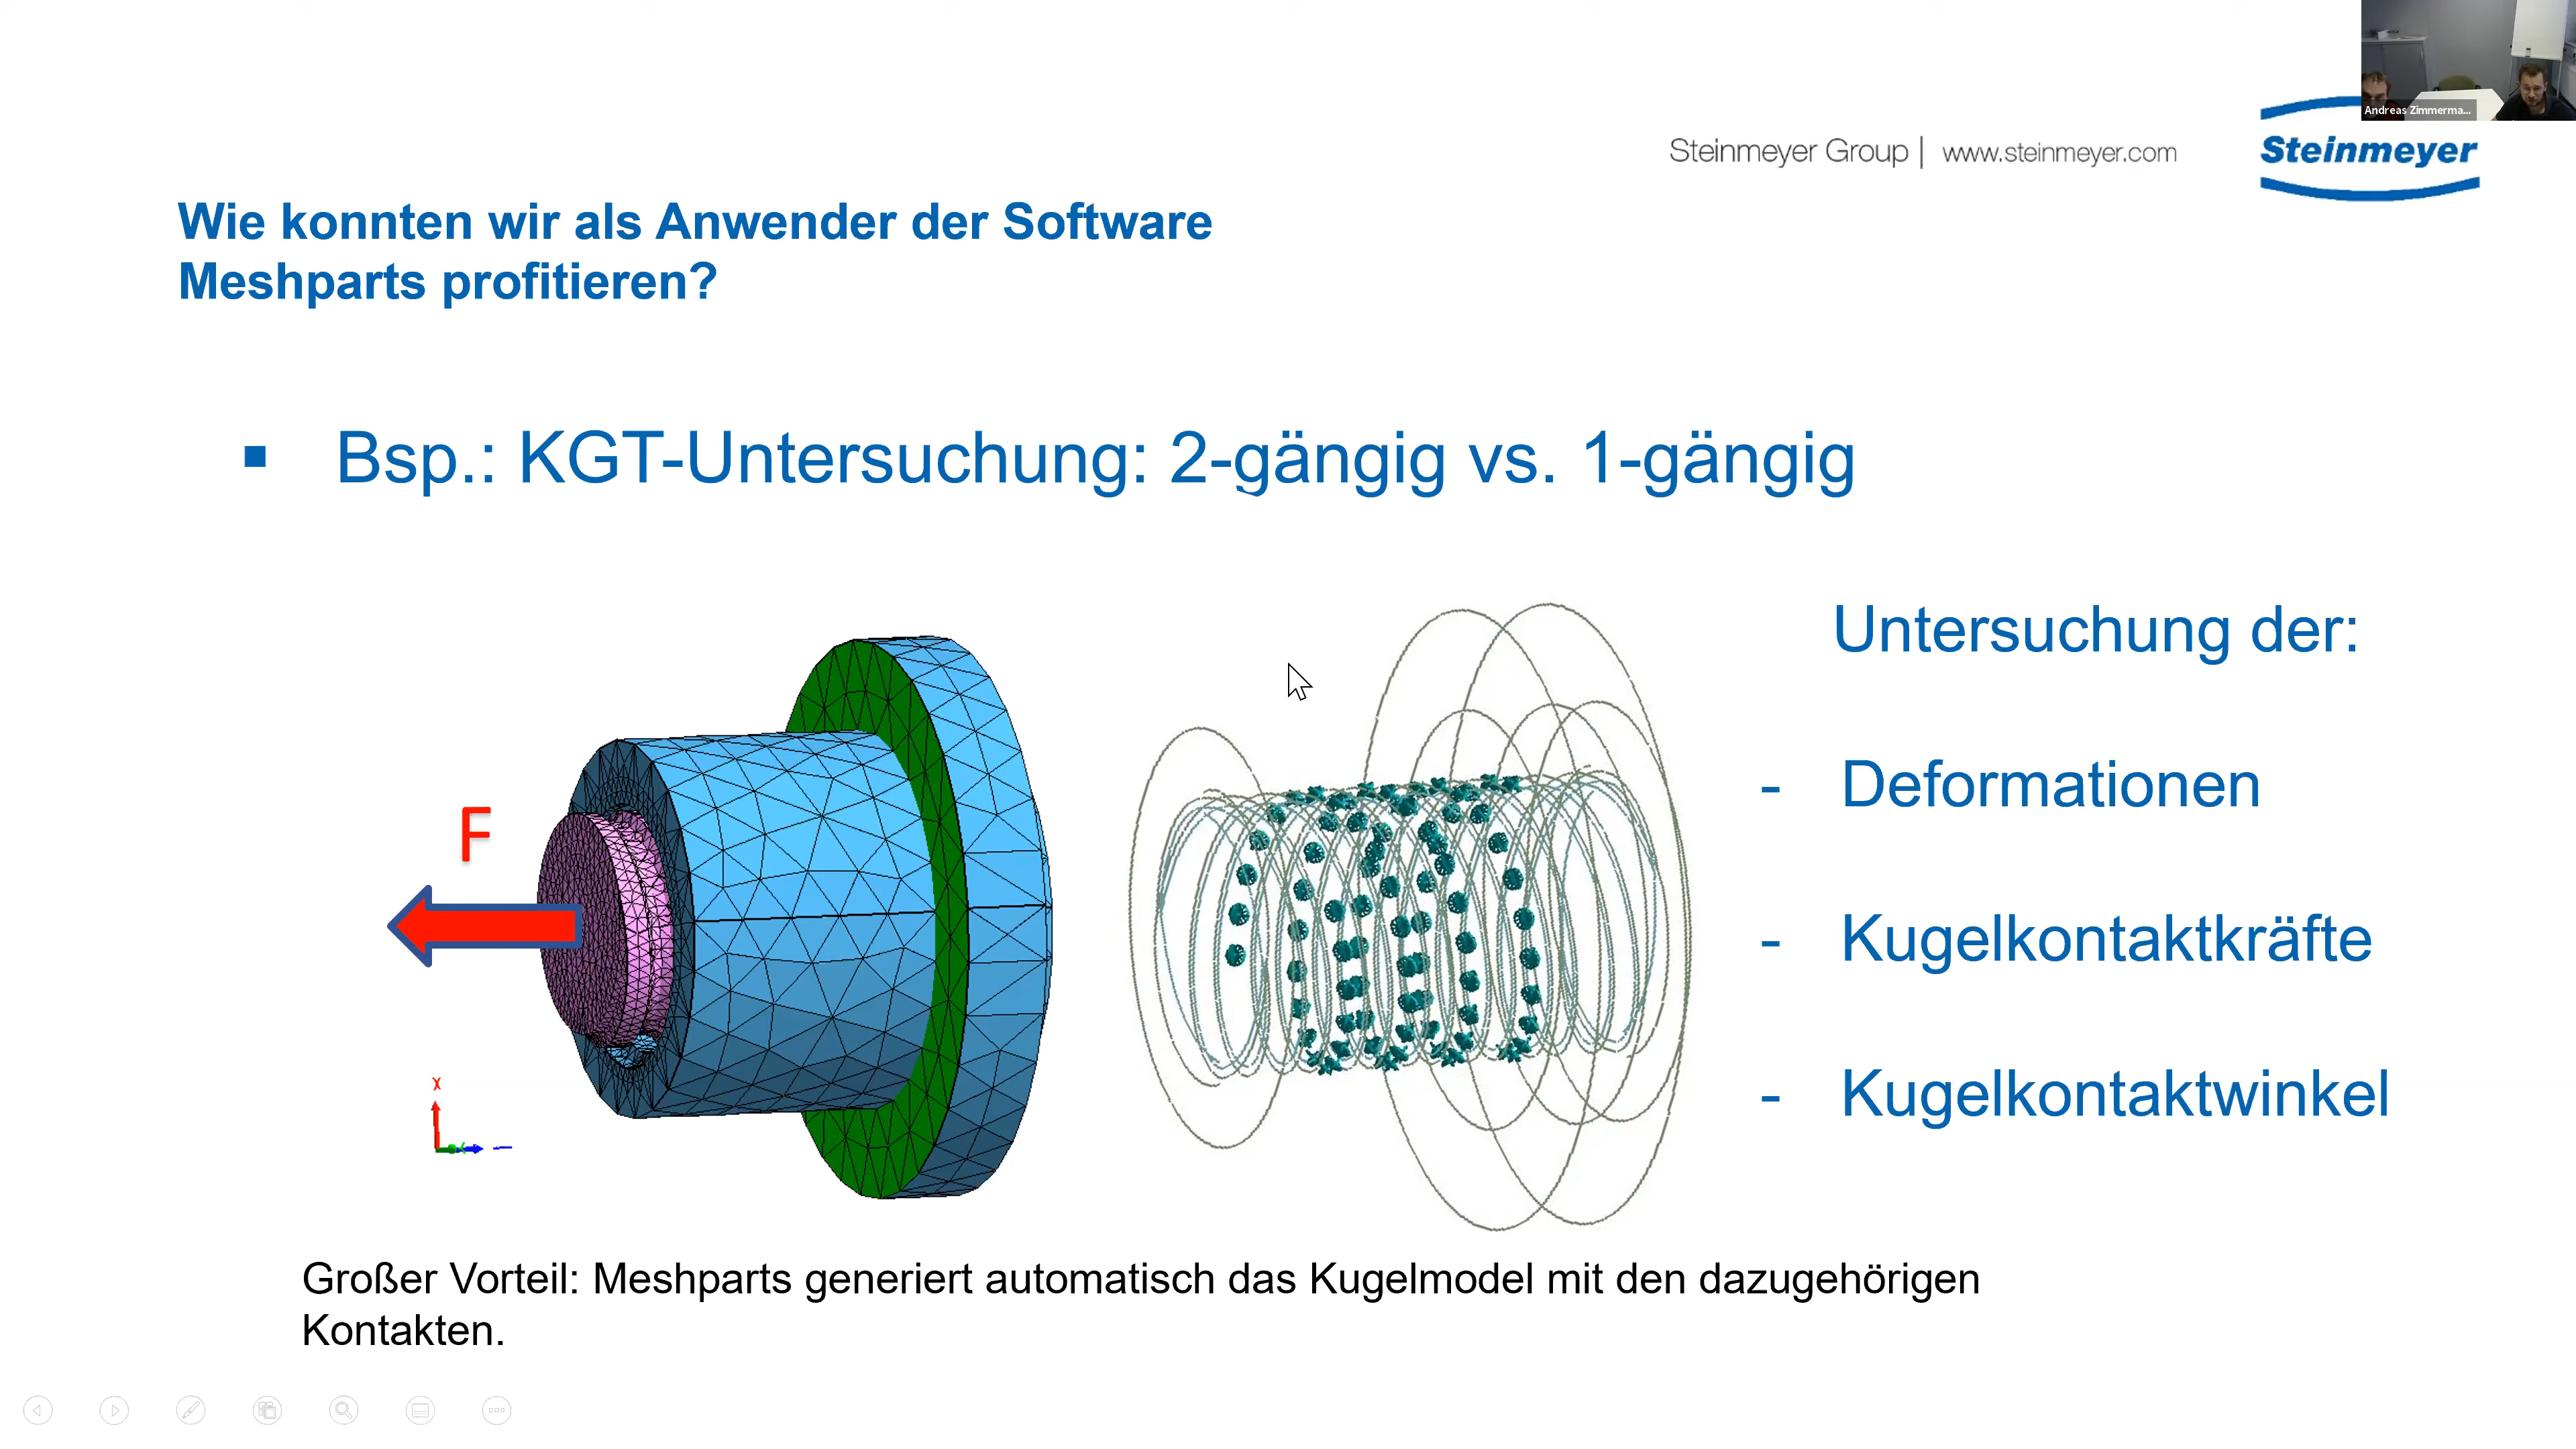 Andreas Zimmerma...
Steinmeyer Group | www.steinmeyer.com
Steinmeyer
Wie konnten wir als Anwender der Software
Meshparts profitieren?
▪ Bsp.: KGT-Untersuchung: 2-gängig vs. 1-gängig
Untersuchung der:
- Deformationen
- Kugelkontaktkräfte
- Kugelkontaktwinkel
F
X
Großer Vorteil: Meshparts generiert automatisch das Kugelmodel mit den dazugehörigen
Kontakten.